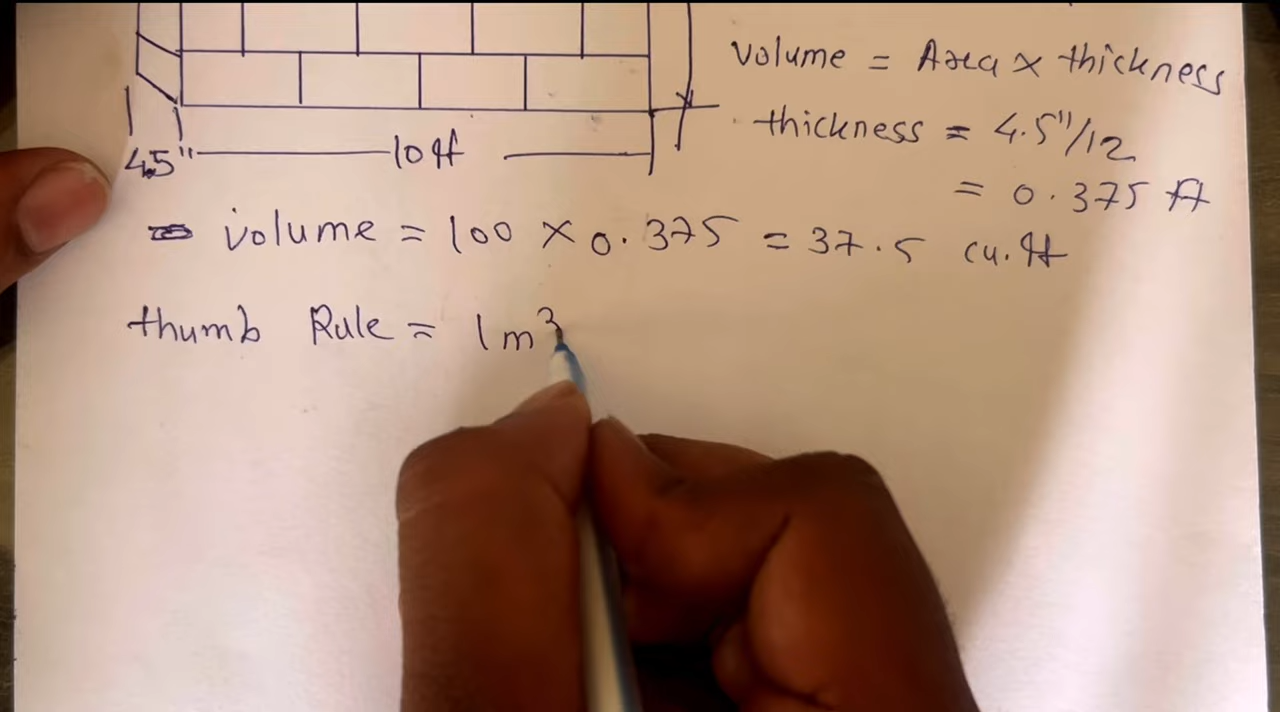 volume = Area × thickness
thickness = 4.5"/12
4.5" 10ft
= 0.375 ft
volume = 100 × 0.375 = 37.5 cu.ft
thumb Rule = 1m³